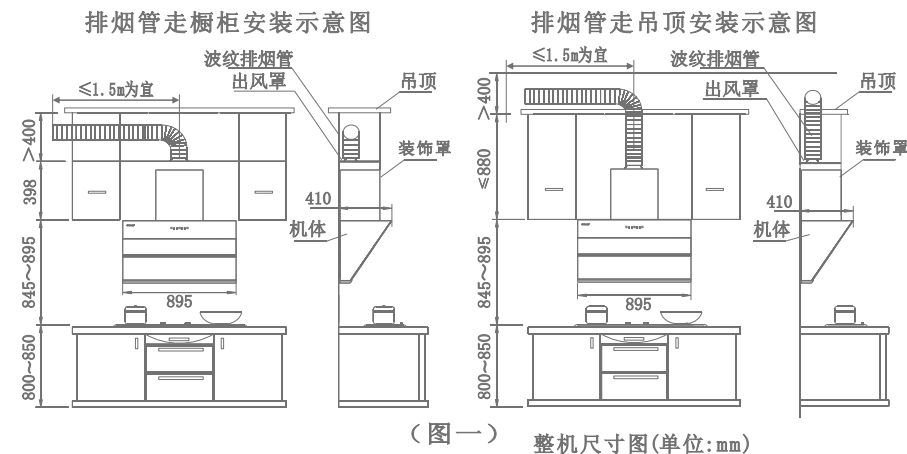 排烟管走橱柜安装示意图
≤1.5m为宜
波纹排烟管
出风罩
吊顶
装饰罩
>400
398
410
机体
845~895
895
800~850
排烟管走吊顶安装示意图
≤1.5m为宜
波纹排烟管
出风罩
吊顶
装饰罩
>400
≤880
410
机体
845~895
895
800~850
(图一)
整机尺寸图(单位:mm)